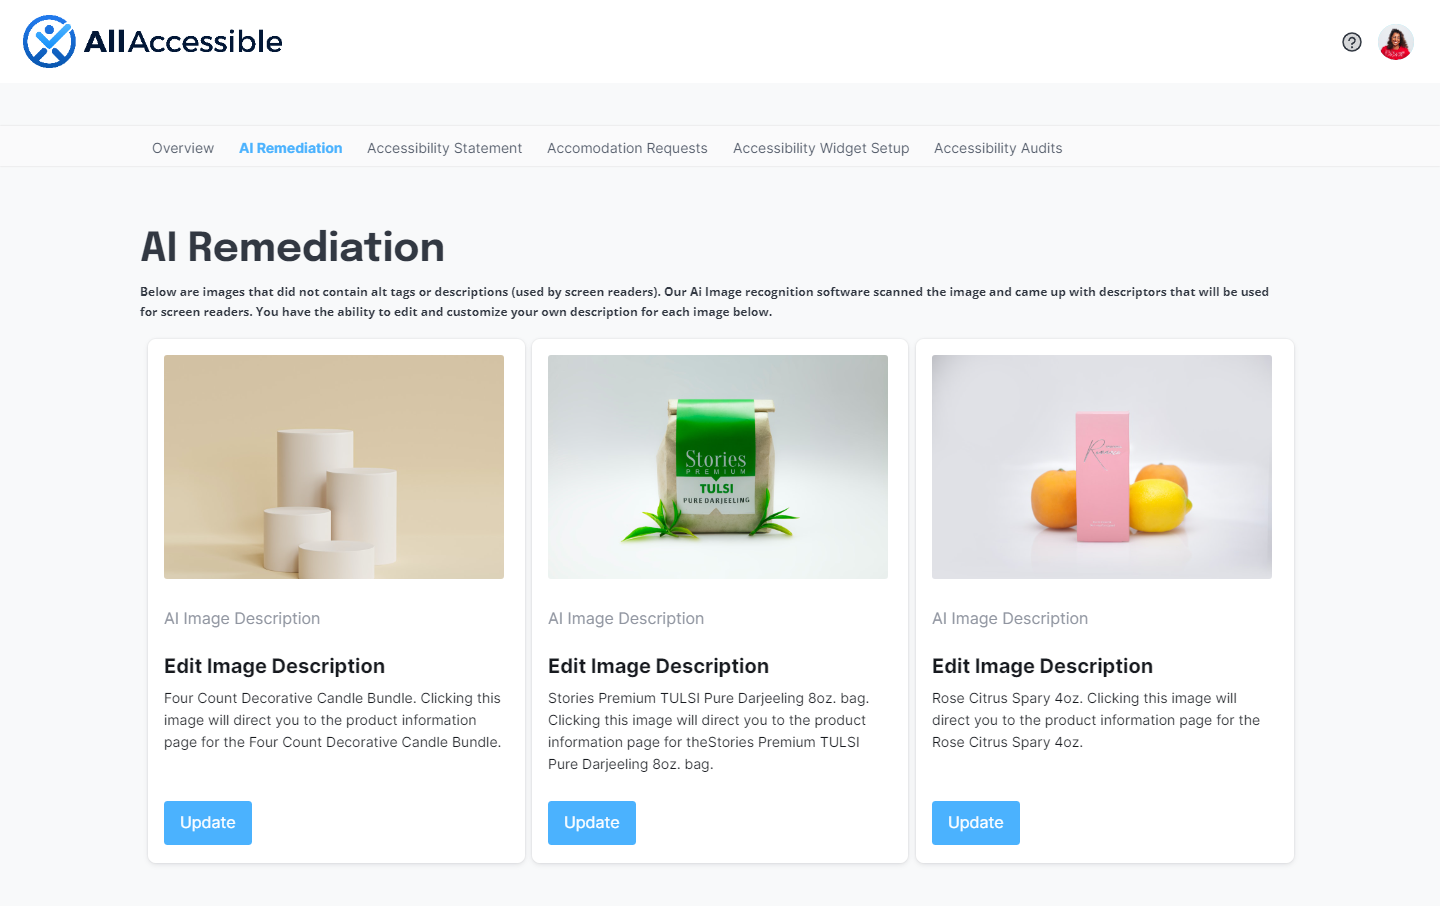 AllAccessible
Overview
AI Remediation
Accessibility Statement
Accomodation Requests
Accessibility Widget Setup
Accessibility Audits
AI Remediation
Below are images that did not contain alt tags or descriptions (used by screen readers). Our Ai Image recognition software scanned the image and came up with descriptors that will be used
for screen readers. You have the ability to edit and customize your own description for each image below.
AI Image Description
Edit Image Description
Four Count Decorative Candle Bundle. Clicking this
image will direct you to the product information
page for the Four Count Decorative Candle Bundle.
Update
Stories
PREMIUM
TULSI
PURE DARJEELING
AI Image Description
Edit Image Description
Stories Premium TULSI Pure Darjeeling 8oz. bag.
Clicking this image will direct you to the product
information page for theStories Premium TULSI
Pure Darjeeling 8oz. bag.
Update
AI Image Description
Edit Image Description
Rose Citrus Spary 4oz. Clicking this image will
direct you to the product information page for the
Rose Citrus Spary 4oz.
Update